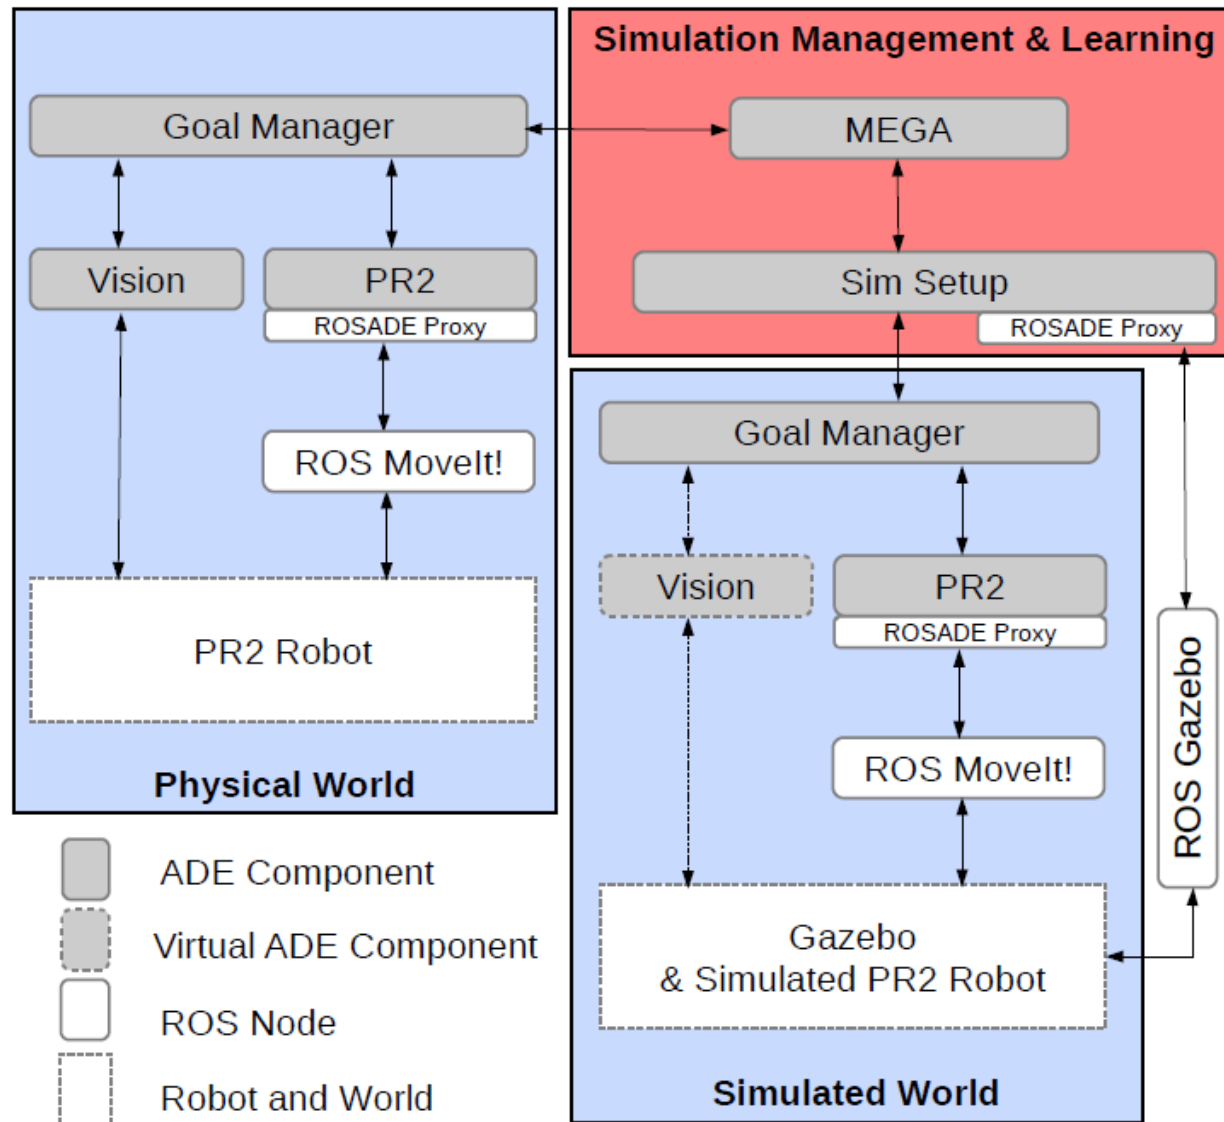 Simulation Management & Learning
Goal Manager
MEGA
Vision
PR2
ROSADE Proxy
Sim Setup
ROSADE Proxy
ROS MoveIt!
PR2 Robot
Physical World
Goal Manager
Vision
PR2
ROSADE Proxy
ROS MoveIt!
Gazebo
& Simulated PR2 Robot
Simulated World
ROS Gazebo
ADE Component
Virtual ADE Component
ROS Node
Robot and World